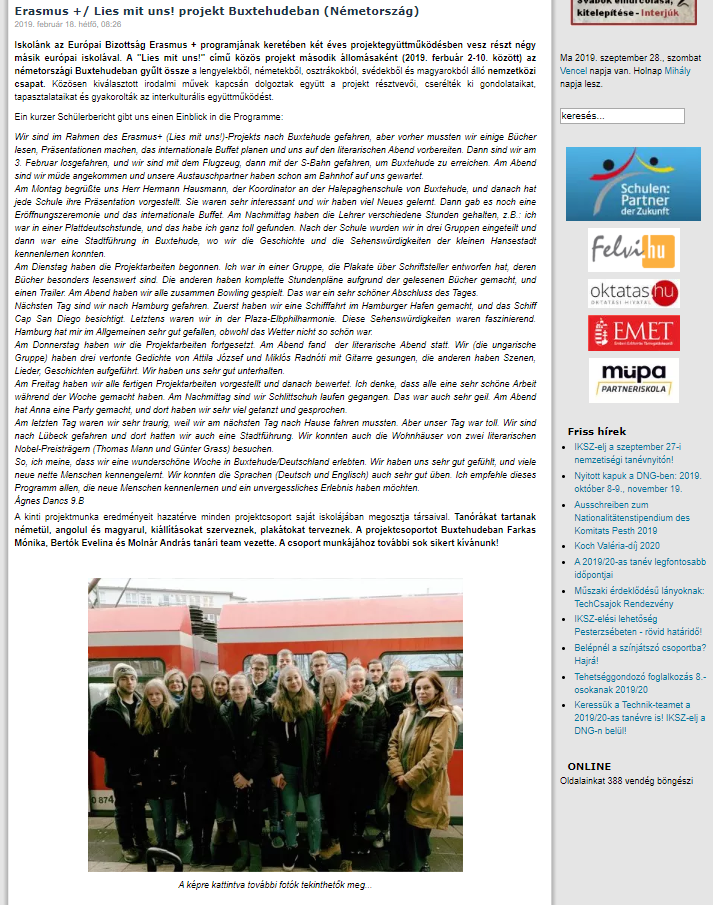 Erasmus +/ Lies mit uns! projekt Buxtehudeban (Németország)
2019. február 18. hétfő, 08:26
Iskolánk az Európai Bizottság Erasmus + programjának keretében két éves projektegyüttműködésben vesz részt négy
másik európai iskolával. A "Lies mit uns!" című közös projekt második állomásaként (2019. ferbuár 2-10. között) az
németországi Buxtehudeban gyűlt össze a lengyelekből, németekből, osztrákokból, svédekből és magyarokból álló nemzetközi
csapat. Közösen kiválasztott irodalmi művek kapcsán dolgoztak együtt a projekt résztvevői, cserélték ki gondolataikat,
tapasztalataikat és gyakorolták az interkulturális együttműködést.
Ein kurzer Schülerbericht gibt uns einen Einblick in die Programme:
Wir sind im Rahmen des Erasmus+ (Lies mit uns!)-Projekts nach Buxtehude gefahren, aber vorher mussten wir einige Bücher
lesen, Präsentationen machen, das internationale Buffet planen und uns auf den literarischen Abend vorbereiten. Dann sind wir am
3. Februar losgefahren, und wir sind mit dem Flugzeug, dann mit der S-Bahn gefahren, um Buxtehude zu erreichen. Am Abend
sind wir müde angekommen und unsere Austauschpartner haben schon am Bahnhof auf uns gewartet.
Am Montag begrüßte uns Herr Hermann Hausmann, der Koordinator an der Halepaghenschule von Buxtehude, und danach hat
jede Schule ihre Präsentation vorgestellt. Sie waren sehr interessant und wir haben viel Neues gelernt. Dann gab es noch eine
Eröffnungszeremonie und das internationale Buffet. Am Nachmittag haben die Lehrer verschiedene Stunden gehalten, z.B.: ich
war in einer Plattdeutschstunde, und das habe ich ganz toll gefunden. Nach der Schule wurden wir in drei Gruppen eingeteilt und
dann war eine Stadtführung in Buxtehude, wo wir die Geschichte und die Sehenswürdigkeiten der kleinen Hansestadt
kennenlernen konnten.
Am Dienstag haben die Projektarbeiten begonnen. Ich war in einer Gruppe, die Plakate über Schriftsteller entworfen hat, deren
Bücher besonders lesenswert sind. Die anderen haben komplette Stundenpläne aufgrund der gelesenen Bücher gemacht, und
einen Trailer. Am Abend haben wir alle zusammen Bowling gespielt. Das war ein sehr schöner Abschluss des Tages.
Nächsten Tag sind wir nach Hamburg gefahren. Zuerst haben wir eine Schifffahrt im Hamburger Hafen gemacht, und das Schiff
Cap San Diego besichtigt. Letztens waren wir in der Plaza-Elbphilharmonie. Diese Sehenswürdigkeiten waren faszinierend.
Hamburg hat mir im Allgemeinen sehr gut gefallen, obwohl das Wetter nicht so schön war.
Am Donnerstag haben wir die Projektarbeiten fortgesetzt. Am Abend fand der literarische Abend statt. Wir (die ungarische
Gruppe) haben drei vertonte Gedichte von Attila József und Miklós Radnóti mit Gitarre gesungen, die anderen haben Szenen,
Lieder, Geschichten aufgeführt. Wir haben uns sehr gut unterhalten.
Am Freitag haben wir alle fertigen Projektarbeiten vorgestellt und danach bewertet. Ich denke, dass alle eine sehr schöne Arbeit
während der Woche gemacht haben. Am Nachmittag sind wir Schlittschuh laufen gegangen. Das war auch sehr geil. Am Abend
hat Anna eine Party gemacht, und dort haben wir sehr viel getanzt und gesprochen.
Am letzten Tag waren wir sehr traurig, weil wir am nächsten Tag nach Hause fahren mussten. Aber unser Tag war toll. Wir sind
nach Lübeck gefahren und dort hatten wir auch eine Stadtführung. Wir konnten auch die Wohnhäuser von zwei literarischen
Nobel-Preisträgern (Thomas Mann und Günter Grass) besuchen.
So, ich meine, dass wir eine wunderschöne Woche in Buxtehude/Deutschland erlebten. Wir haben uns sehr gut gefühlt, und viele
neue nette Menschen kennengelernt. Wir konnten die Sprachen (Deutsch und Englisch) auch sehr gut üben. Ich empfehle dieses
Programm allen, die neue Menschen kennenlernen und ein unvergessliches Erlebnis haben möchten.
Ágnes Dancs 9.B
A kinti projektmunka eredményeit hazatérve minden projektcsoport saját iskolájában megosztja társaival. Tanórákat tartanak
németül, angolul és magyarul, kiállításokat szerveznek, plakátokat terveznek. A projektosoportot Buxtehudeban Farkas
Mónika, Bertók Evelina és Molnár András tanári team vezette. A csoport munkájához további sok sikert kívánunk!
0 874
A képre kattintva további fotók tekinthetők meg...
kitelepítése - Interjúk
Ma 2019. szeptember 28., szombat
Vencel napja van. Holnap Mihály
napja lesz.
keresés...
Schulen:
Partner
der Zukunft
Felvi.hu
oktatas.hu
OKTATÁSI HIVATAL
EMET
müpa
PARTNERISKOLA
Friss hírek
IKSZ-elj a szeptember 27-i
nemzetiségi tanévnyitón!
Nyitott kapuk a DNG-ben: 2019.
október 8-9., november 19.
Ausschreiben zum
Nationalitätenstipendium des
Komitats Pesth 2019
Koch Valéria-díj 2020
A 2019/20-as tanév legfontosabb
időpontjai
Műszaki érdeklődésű lányoknak:
TechCsajok Rendezvény
IKSZ-elési lehetőség
Pesterzsébeten - rövid határidő!
Belépnél a színjátszó csoportba?
Hajrá!
Tehetséggondozó foglalkozás 8.-
osokanak 2019/20
Keressük a Technik-teamet a
2019/20-as tanévre is! IKSZ-elj a
DNG-n belül!
ONLINE
Oldalainkat 388 vendég böngészi